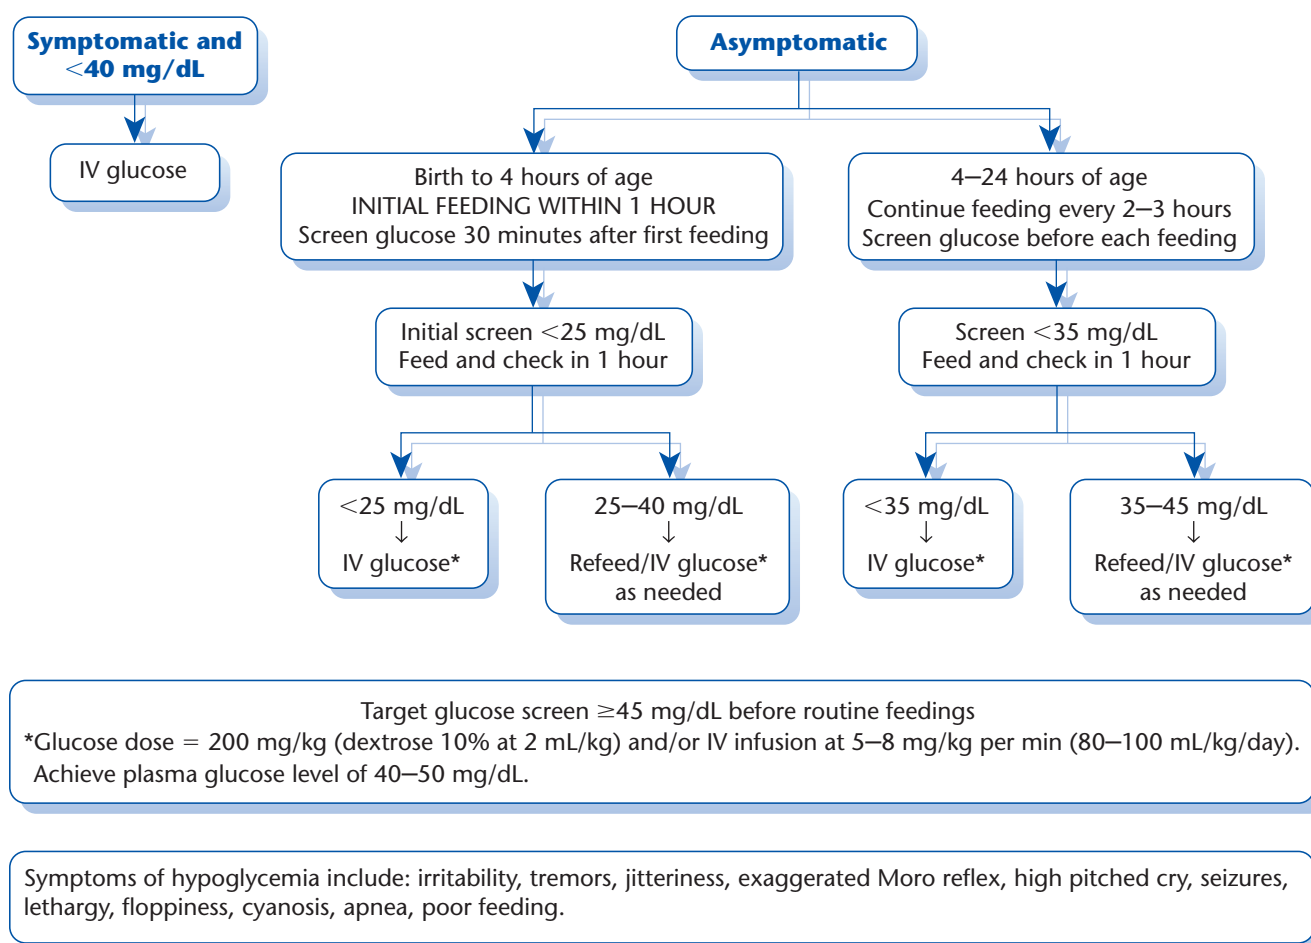 Symptomatic and
<40 mg/dL
IV glucose
Asymptomatic
Birth to 4 hours of age
INITIAL FEEDING WITHIN 1 HOUR
Screen glucose 30 minutes after first feeding
Initial screen <25 mg/dL
Feed and check in 1 hour
<25 mg/dL
↓
IV glucose*
25–40 mg/dL
↓
Refeed/IV glucose*
as needed
4–24 hours of age
Continue feeding every 2–3 hours
Screen glucose before each feeding
Screen <35 mg/dL
Feed and check in 1 hour
<35 mg/dL
↓
IV glucose*
35–45 mg/dL
↓
Refeed/IV glucose*
as needed
Target glucose screen ≥45 mg/dL before routine feedings
*Glucose dose = 200 mg/kg (dextrose 10% at 2 mL/kg) and/or IV infusion at 5–8 mg/kg per min (80–100 mL/kg/day).
Achieve plasma glucose level of 40–50 mg/dL.
Symptoms of hypoglycemia include: irritability, tremors, jitteriness, exaggerated Moro reflex, high pitched cry, seizures,
lethargy, floppiness, cyanosis, apnea, poor feeding.